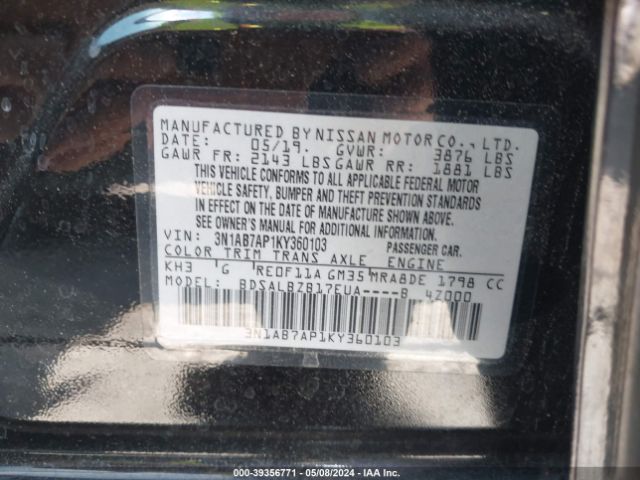 MANUFACTURED BY NISSAN MOTOR CO., LTD.
DATE: 05/19. GVWR: 3876 LBS
GAWR FR: 2143 LBS GAWR RR: 1881 LBS
THIS VEHICLE CONFORMS TO ALL APPLICABLE FEDERAL MOTOR
VEHICLE SAFETY, BUMPER AND THEFT PREVENTION STANDARDS
IN EFFECT ON THE DATE OF MANUFACTURE SHOWN ABOVE.
SEE OWNER'S MANUAL FOR ADDITIONAL INFORMATION.
VIN: 3N1AB7AP1KY360103 PASSENGER CAR.
COLOR TRIM TRANS AXLE ENGINE
KH3 G RE0F11A GM35 MRA8DE 1798 CC
MODEL: BDSALBZB17EUA----B 4Z000
3N1AB7AP1KY360103
000-39356771 - 05/08/2024 - IAA Inc.